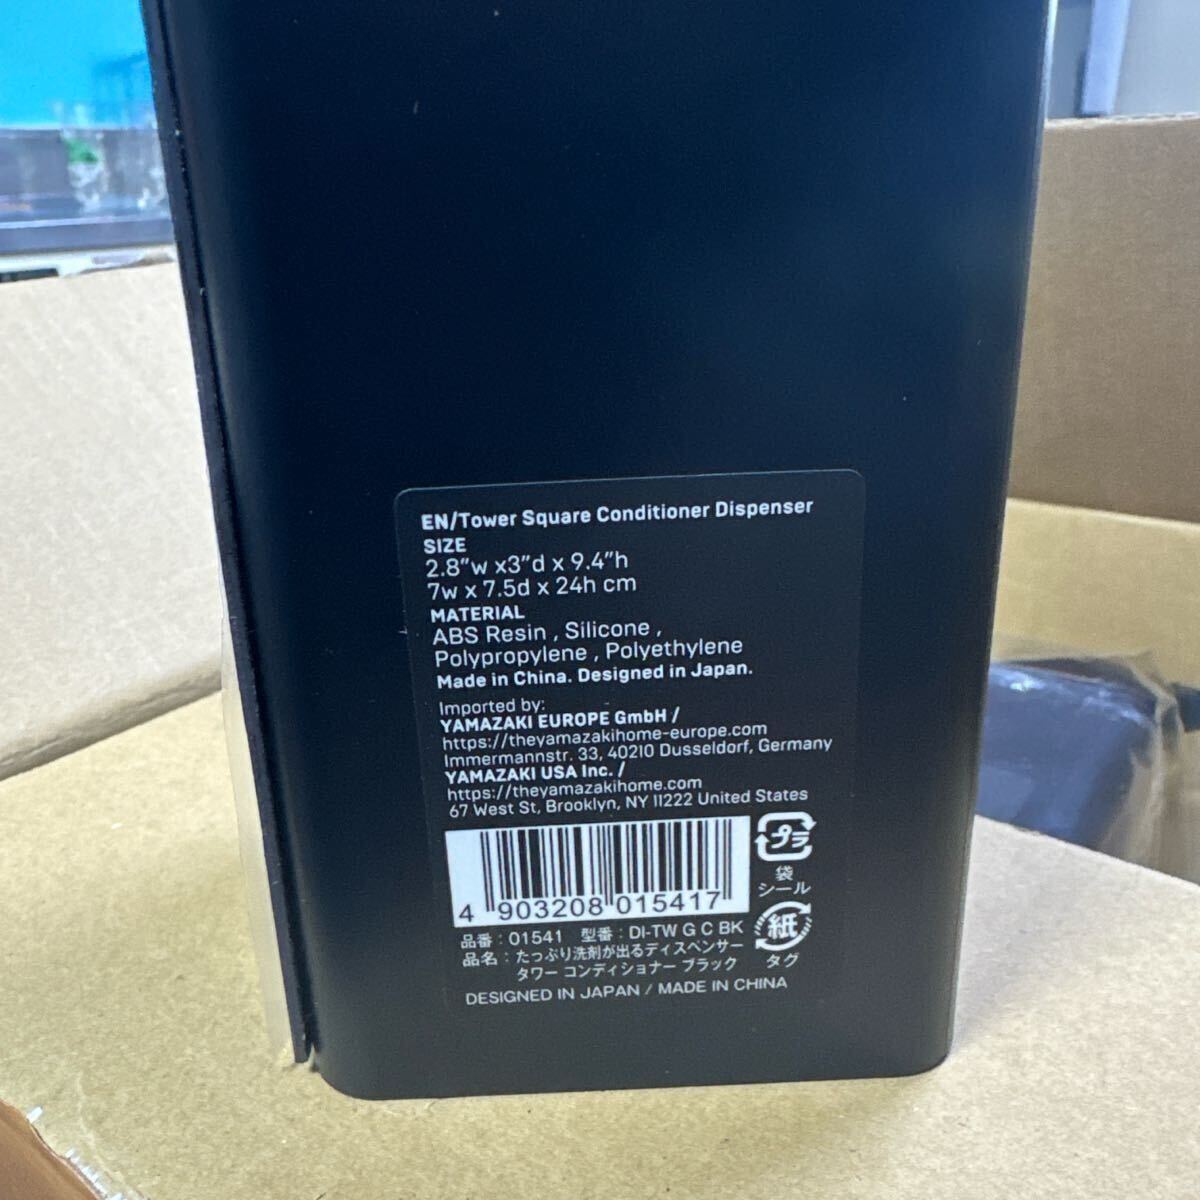 EN/Tower Square Conditioner Dispenser
SIZE
2.8”w x3”d x 9.4”h
7w x 7.5d x 24h cm
MATERIAL
ABS Resin , Silicone ,
Polypropylene , Polyethylene
Made in China. Designed in Japan.
Imported by:
YAMAZAKI EUROPE GmbH /
https://theyamazakihome-europe.com
Immermannstr. 33, 40210 Dusseldorf, Germany
YAMAZAKI USA Inc. /
https://theyamazakihome.com
67 West St, Brooklyn, NY 11222 United States
4 903208 015417
プラ
袋
シール
紙
タグ
品番：01541 型番：DI-TW G C BK
品名：たっぷり洗剤が出るディスペンサー
タワー コンディショナー ブラック
DESIGNED IN JAPAN / MADE IN CHINA